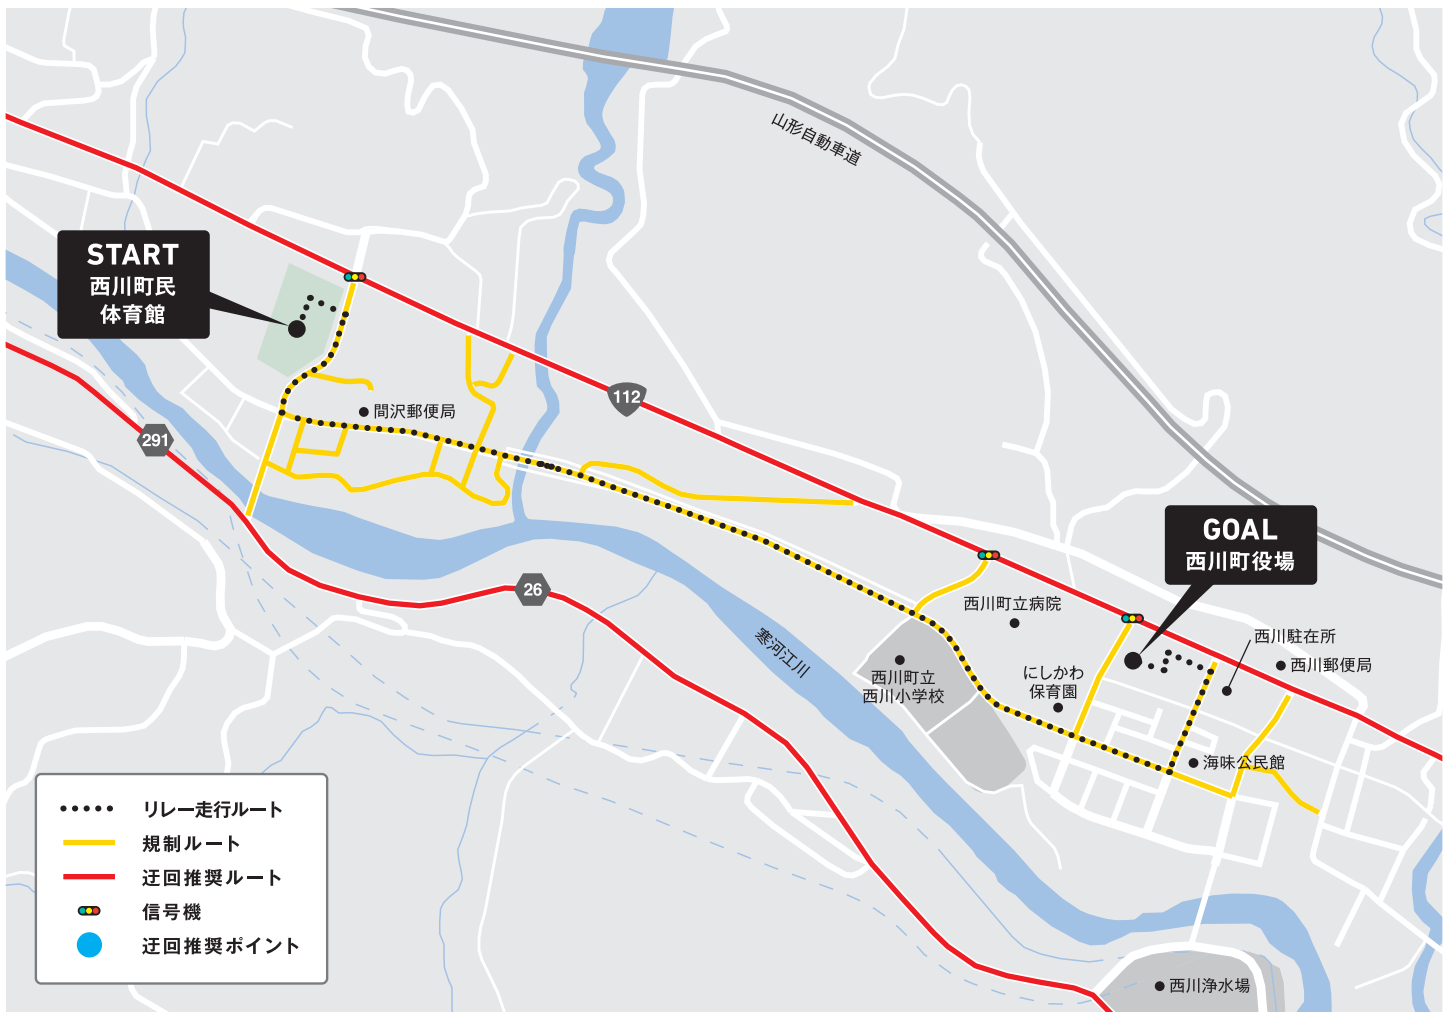 山形自動車道
START
西川町民
体育館
112
間沢郵便局
291
26
GOAL
西川町役場
西川町立病院
西川駐在所
西川郵便局
寒河江川
西川町立
西川小学校
にしかわ
保育園
海味公民館
リレー走行ルート
規制ルート
迂回推奨ルート
信号機
迂回推奨ポイント
西川浄水場